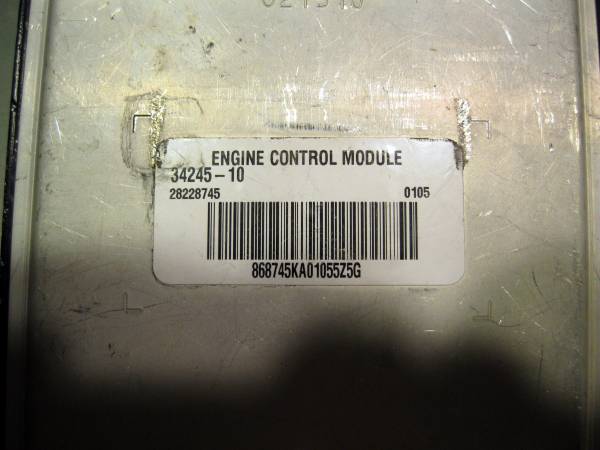 ENGINE CONTROL MODULE
34245-10
28228745 0105
868745KA01055Z5G